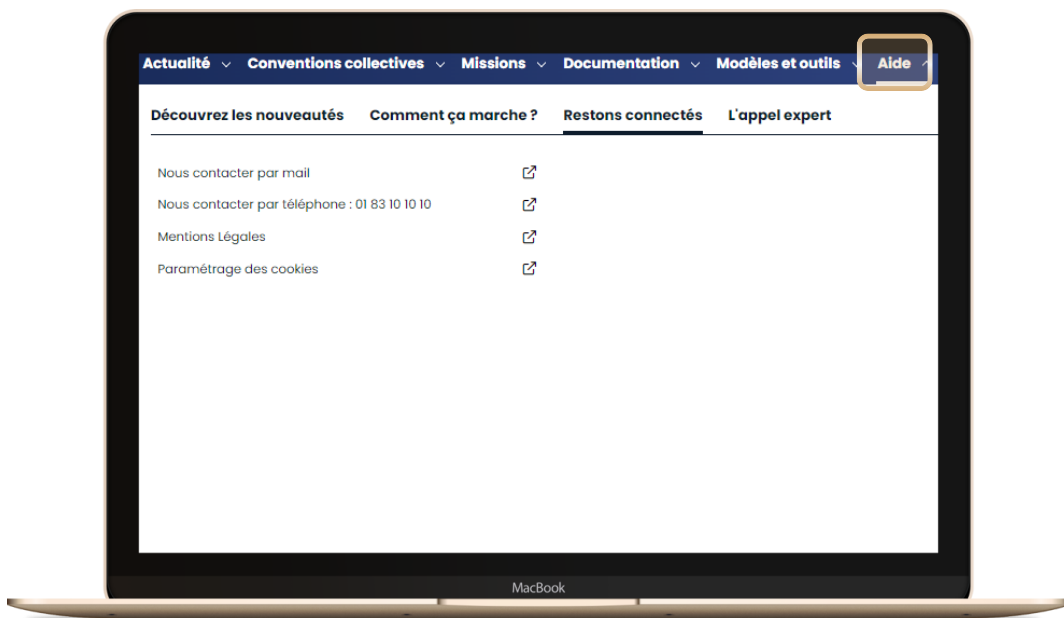 Actualité Conventions collectives Missions Documentation Modèles et outils Aide
Découvrez les nouveautés Comment ça marche ? Restons connectés L'appel expert
Nous contacter par mail
Nous contacter par téléphone : 01 83 10 10 10
Mentions Légales
Paramétrage des cookies
MacBook